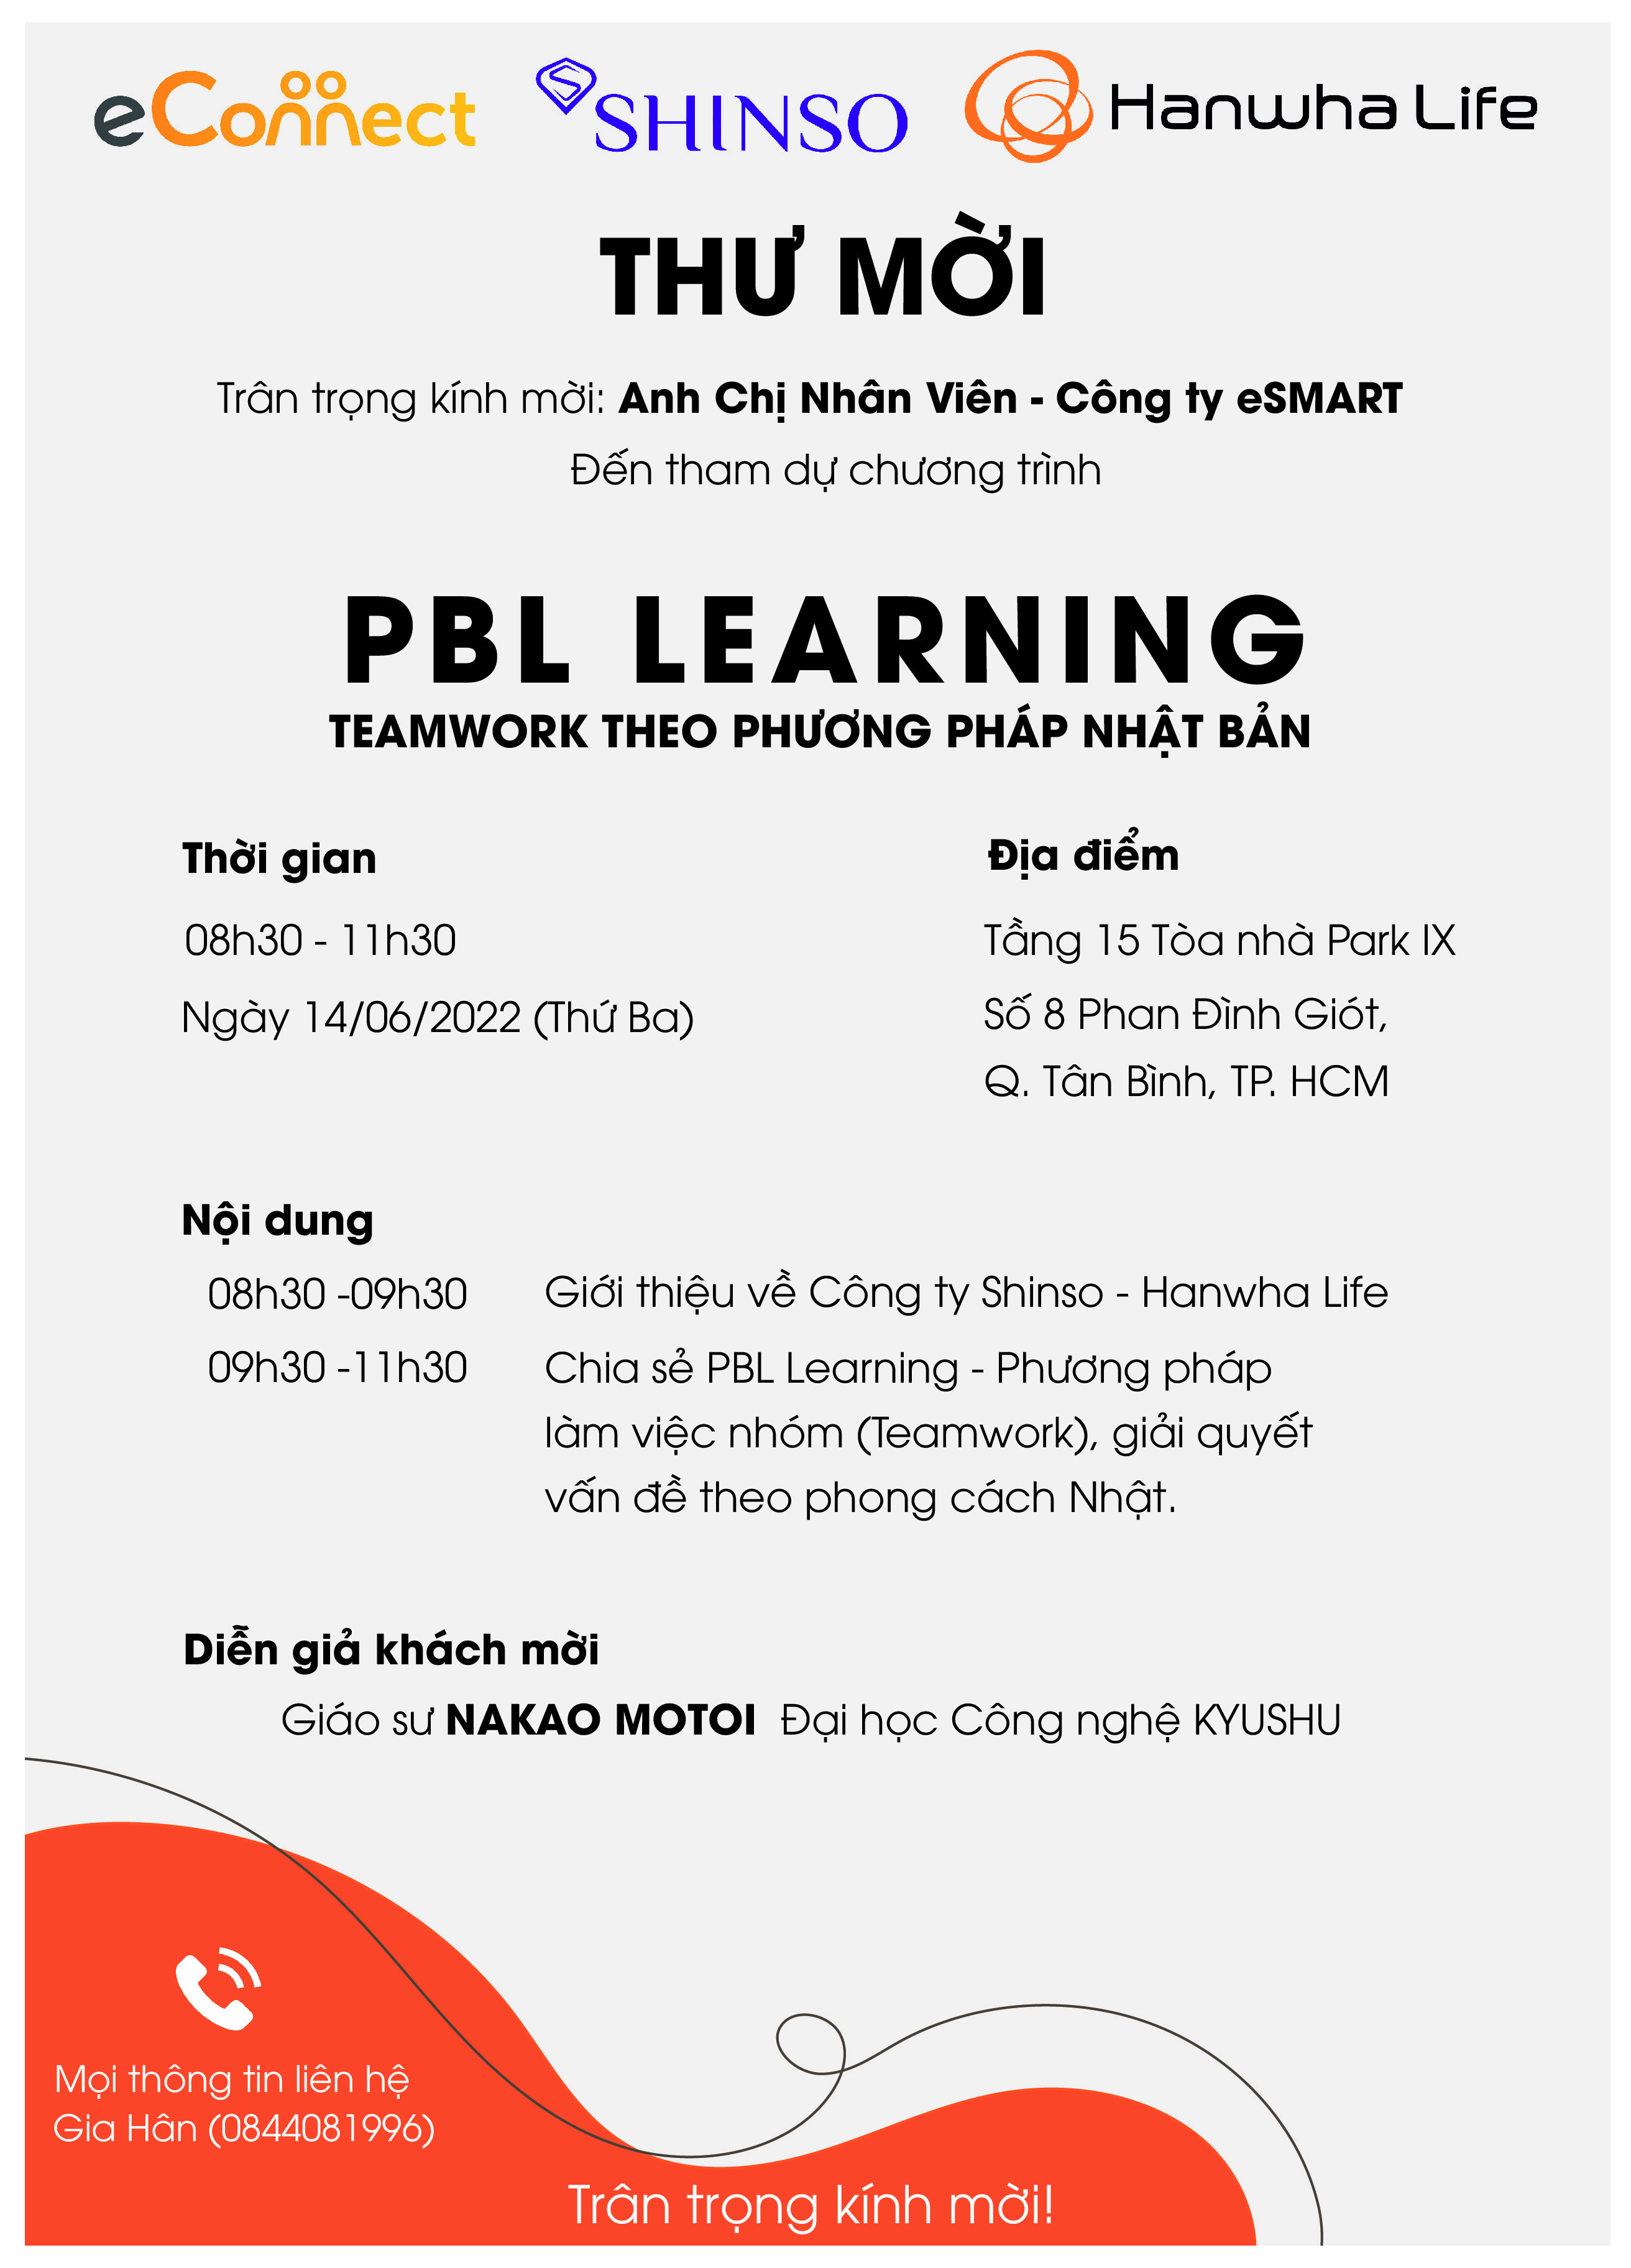 eConnect
SHINSO
Hanwha Life
THƯ MỜI
Trân trọng kính mời: Anh Chị Nhân Viên - Công ty eSMART
Đến tham dự chương trình
PBL LEARNING
TEAMWORK THEO PHƯƠNG PHÁP NHẬT BẢN
Thời gian
08h30 - 11h30
Ngày 14/06/2022 (Thứ Ba)
Địa điểm
Tầng 15 Tòa nhà Park IX
Số 8 Phan Đình Giót,
Q. Tân Bình, TP. HCM
Nội dung
08h30 -09h30 Giới thiệu về Công ty Shinso - Hanwha Life
09h30 -11h30 Chia sẻ PBL Learning - Phương pháp
làm việc nhóm (Teamwork), giải quyết
vấn đề theo phong cách Nhật.
Diễn giả khách mời
Giáo sư NAKAO MOTOI Đại học Công nghệ KYUSHU
Mọi thông tin liên hệ
Gia Hân (0844081996)
Trân trọng kính mời!